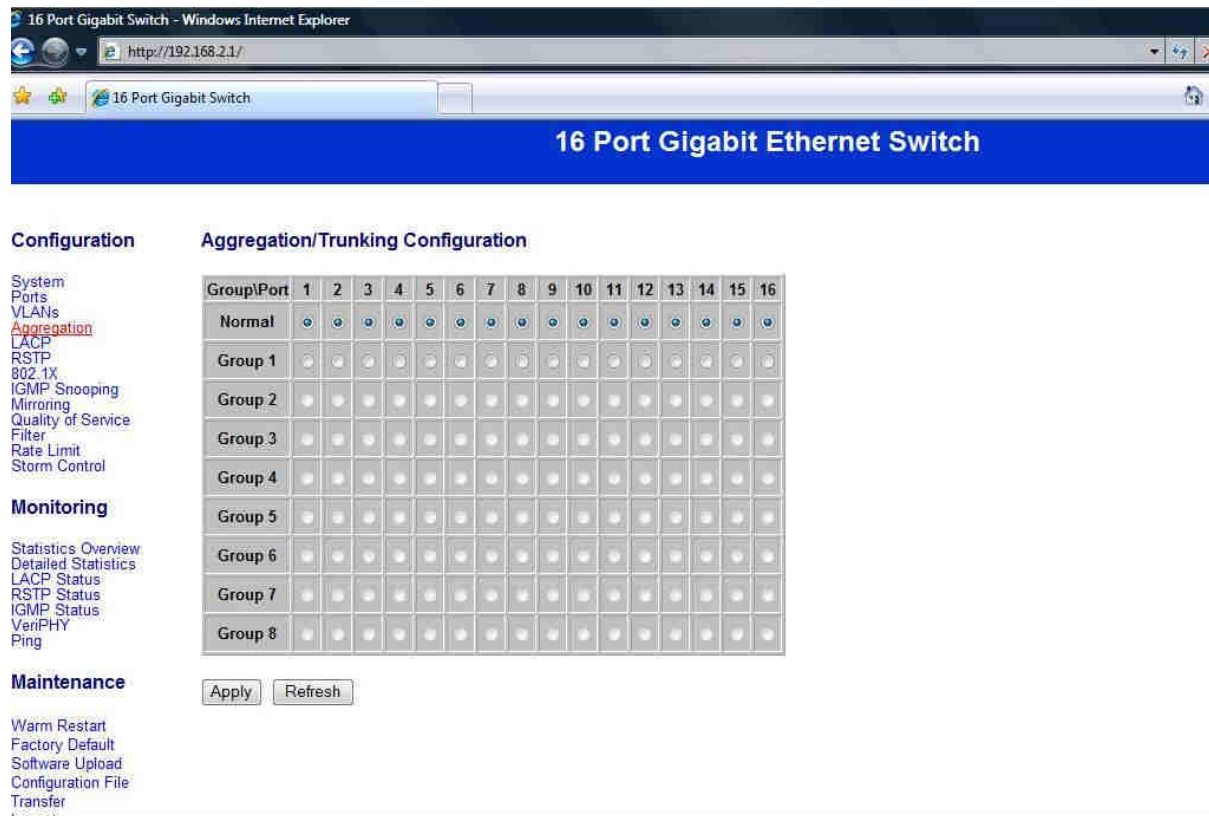 16 Port Gigabit Switch - Windows Internet Explorer
http://192.168.2.1/
16 Port Gigabit Switch
16 Port Gigabit Ethernet Switch
Configuration
System
Ports
VLANs
Aggregation
LACP
RSTP
802.1X
IGMP Snooping
Mirroring
Quality of Service
Filter
Rate Limit
Storm Control
Monitoring
Statistics Overview
Detailed Statistics
LACP Status
RSTP Status
IGMP Status
VeriPHY
Ping
Maintenance
Warm Restart
Factory Default
Software Upload
Configuration File
Transfer
Aggregation/Trunking Configuration
Group\Port 1 2 3 4 5 6 7 8 9 10 11 12 13 14 15 16
Normal
Group 1
Group 2
Group 3
Group 4
Group 5
Group 6
Group 7
Group 8
Apply Refresh